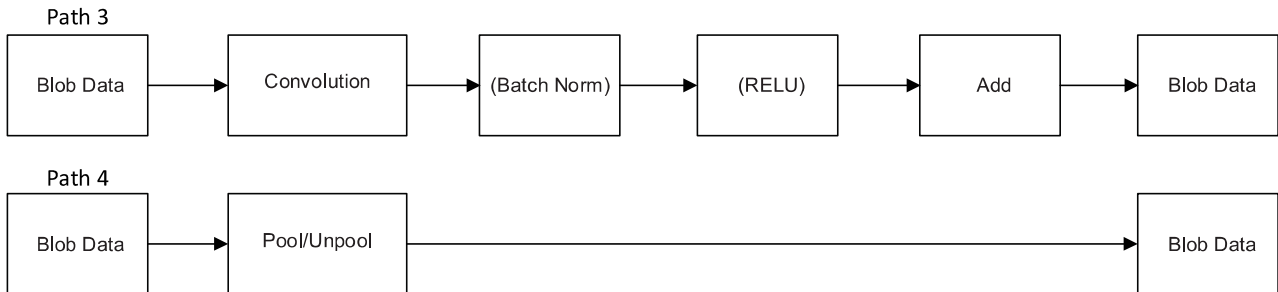 Path 3
Blob Data
Convolution
(Batch Norm)
(RELU)
Add
Blob Data
Path 4
Blob Data
Pool/Unpool
Blob Data